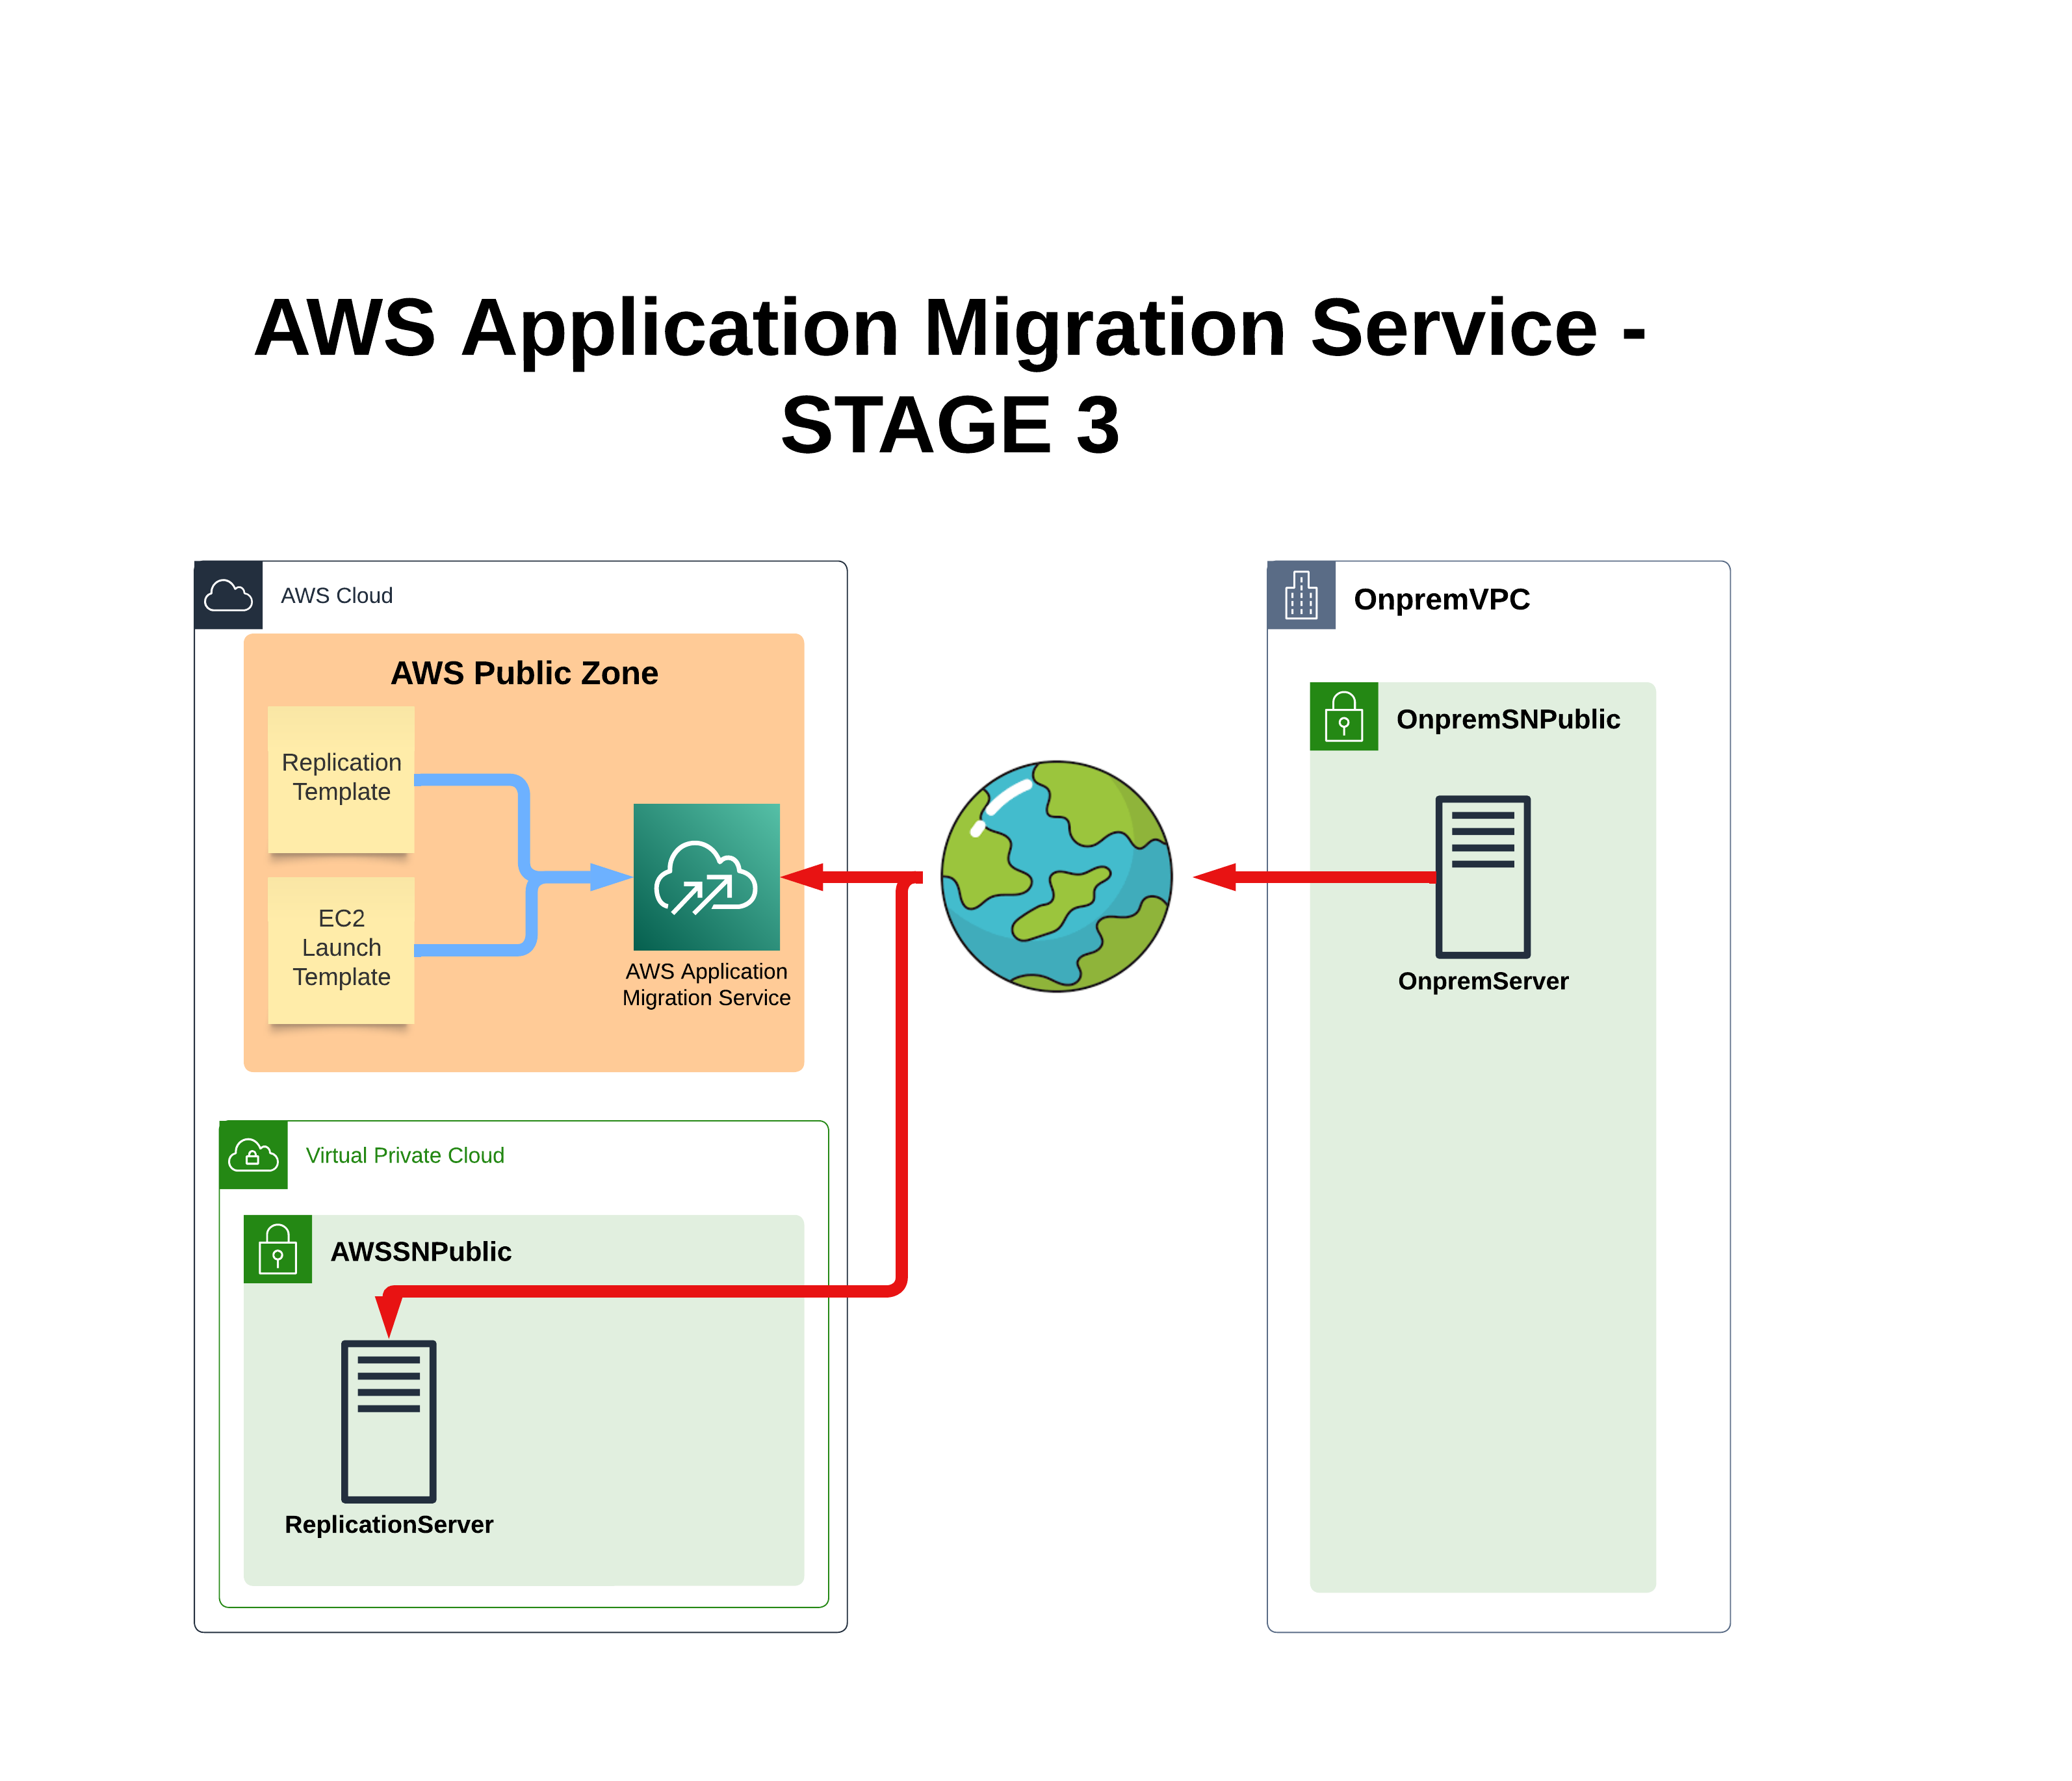 AWS Application Migration Service -
STAGE 3
AWS Cloud
AWS Public Zone
Replication
Template
EC2
Launch
Template
AWS Application
Migration Service
Virtual Private Cloud
AWSSNPublic
ReplicationServer
OnpremVPC
OnpremSNPublic
OnpremServer